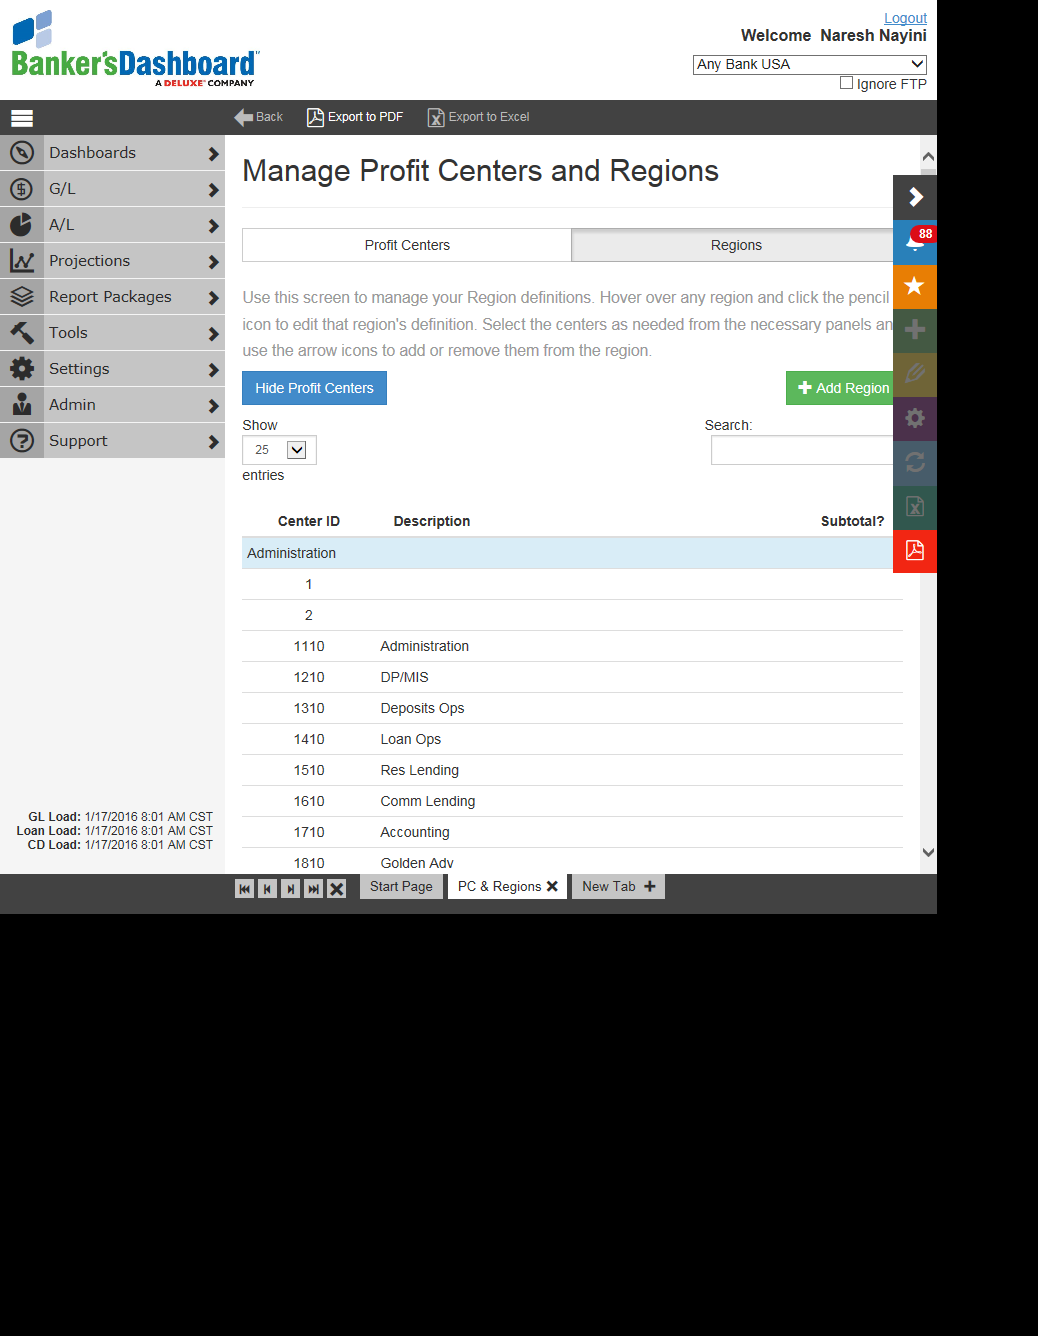 Logout
Welcome Naresh Nayini
Banker'sDashboard
A DELUXE COMPANY
Any Bank USA
Ignore FTP
Back Export to PDF Export to Excel
Dashboards
G/L
A/L
Projections
Report Packages
Tools
Settings
Admin
Support
GL Load: 1/17/2016 8:01 AM CST
Loan Load: 1/17/2016 8:01 AM CST
CD Load: 1/17/2016 8:01 AM CST
Manage Profit Centers and Regions
88
Profit Centers Regions
Use this screen to manage your Region definitions. Hover over any region and click the pencil
icon to edit that region's definition. Select the centers as needed from the necessary panels an
use the arrow icons to add or remove them from the region.
Hide Profit Centers Add Region
Show Search:
25
entries
Center ID Description Subtotal?
Administration
1
2
1110 Administration
1210 DP/MIS
1310 Deposits Ops
1410 Loan Ops
1510 Res Lending
1610 Comm Lending
1710 Accounting
1810 Golden Adv
Start Page PC & Regions New Tab